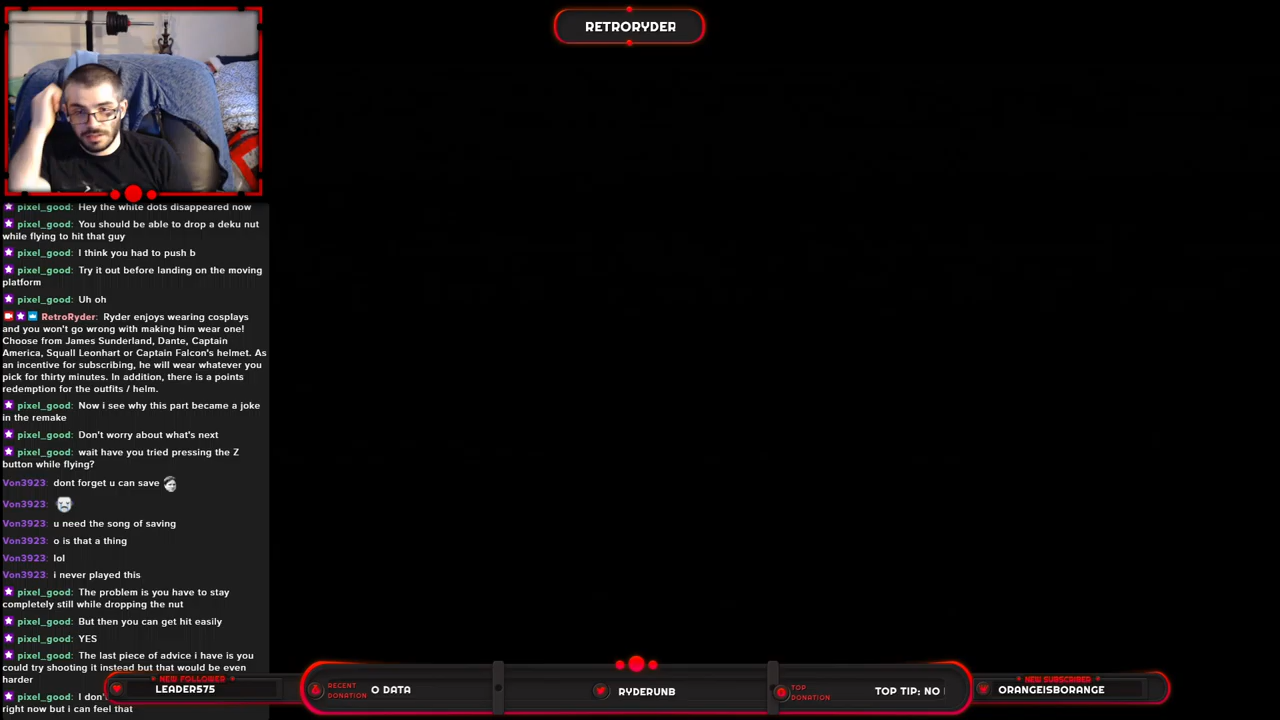 RETRORYDER
pixel_good: Hey the white dots disappeared now
pixel_good: You should be able to drop a deku nut
while flying to hit that guy
pixel_good: I think you had to push b
pixel_good: Try it out before landing on the moving
platform
pixel_good: Uh oh
RetroRyder: Ryder enjoys wearing cosplays
and you won't go wrong with making him wear one!
Choose from James Sunderland, Dante, Captain
America, Squall Leonhart or Captain Falcon's helmet. As
an incentive for subscribing, he will wear whatever you
pick for thirty minutes. In addition, there is a points
redemption for the outfits / helm.
pixel_good: Now i see why this part became a joke
in the remake
pixel_good: Don't worry about what's next
pixel_good: wait have you tried pressing the Z
button while flying?
Von3923: dont forget u can save
Von3923:
Von3923: u need the song of saving
Von3923: o is that a thing
Von3923: lol
Von3923: i never played this
pixel_good: The problem is you have to stay
completely still while dropping the nut
pixel_good: But then you can get hit easily
pixel_good: YES
pixel_good: The last piece of advice i have is you
could try shooting it instead but that would be even
harder
pixel_good: I don'
right now but i can feel that
NEW FOLLOWER
LEADER575
RECENT
DONATION
0 DATA
RYDERUNB
TOP
DONATION
TOP TIP: NO
NEW SUBSCRIBER
ORANGEISBORANGE